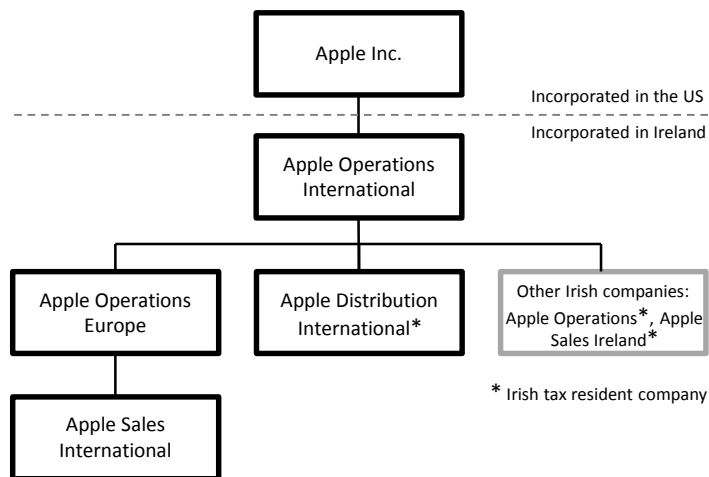 Apple Inc.
Incorporated in the US
Incorporated in Ireland
Apple Operations
International
Apple Operations
Europe
Apple Distribution
International*
Other Irish companies:
Apple Operations*, Apple
Sales Ireland*
* Irish tax resident company
Apple Sales
International